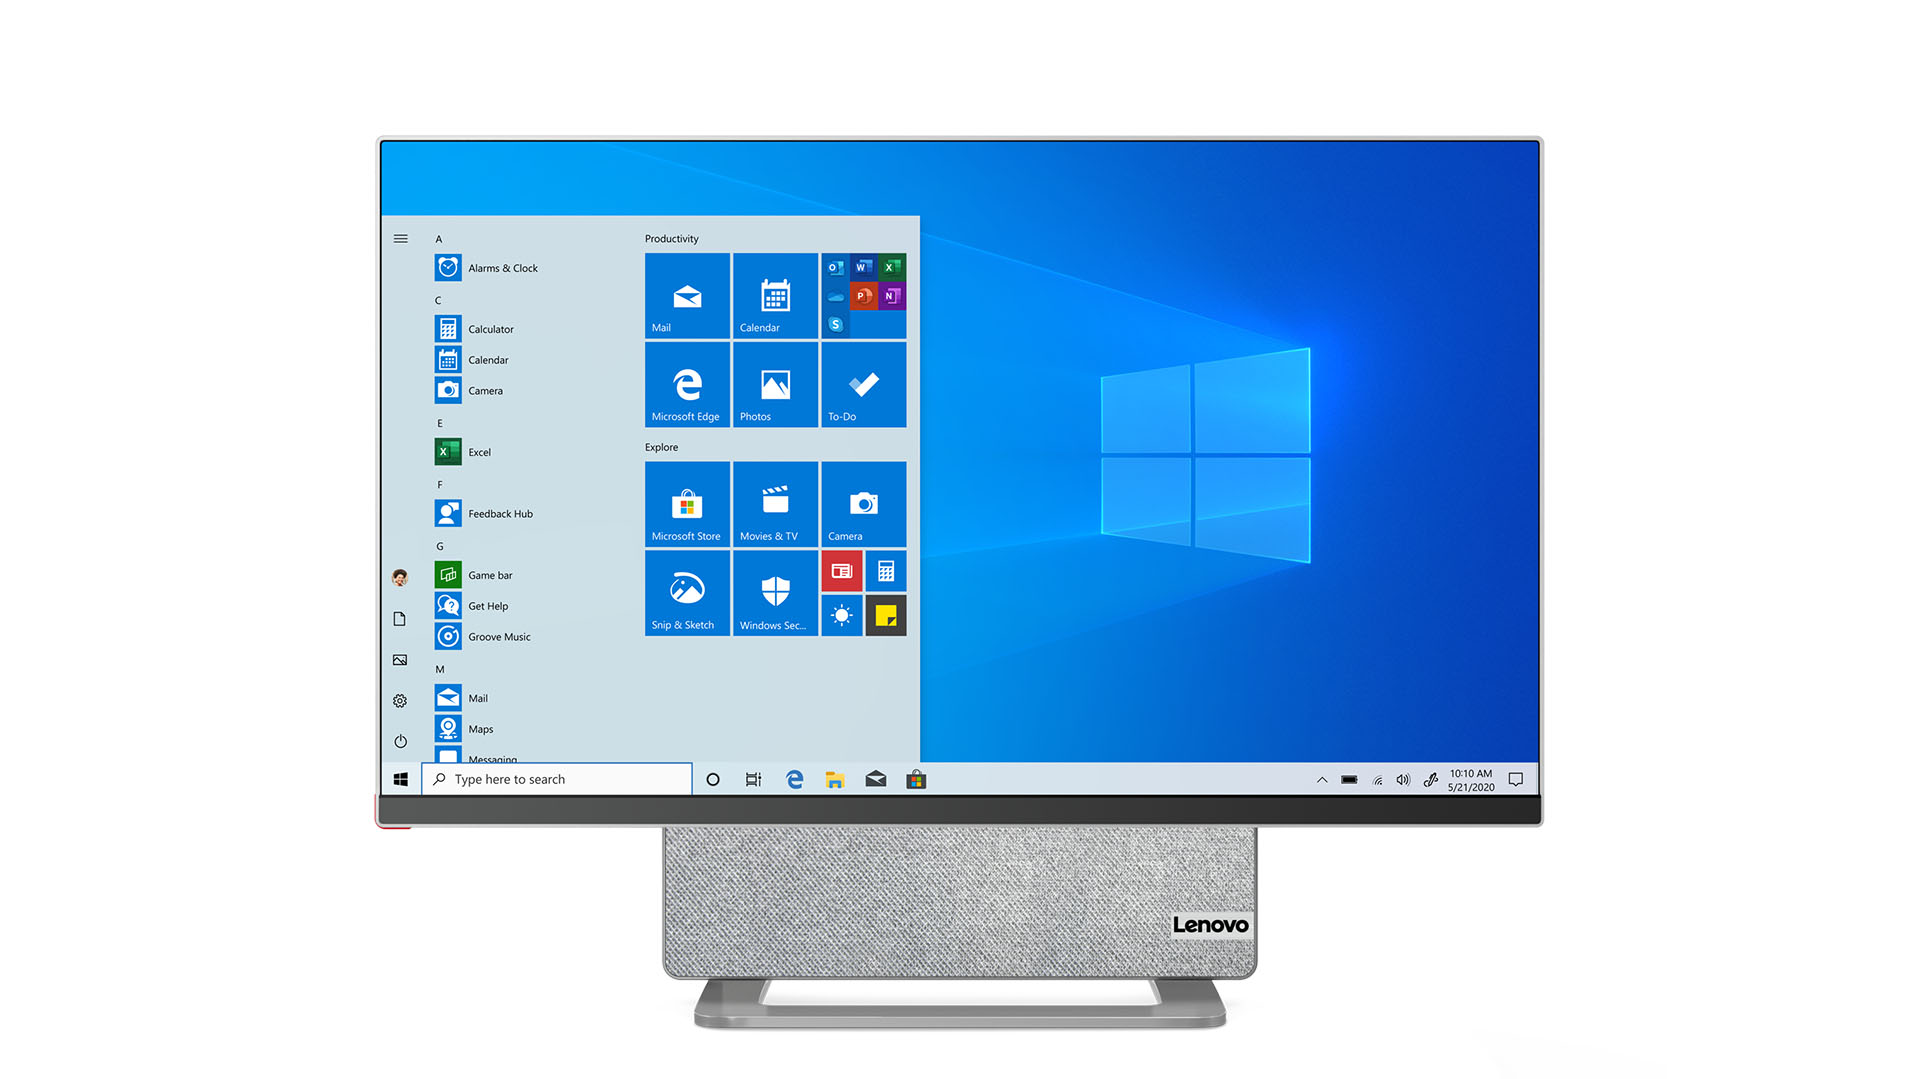 A
Alarms & Clock
C
Calculator
Calendar
Camera
E
Excel
F
Feedback Hub
G
Game bar
Get Help
Groove Music
M
Mail
Maps
Messaging
Productivity
Mail
Calendar
O
W
X
P
N
S
Microsoft Edge
Photos
To-Do
Explore
Microsoft Store
Movies & TV
Camera
Snip & Sketch
Windows Sec...
Type here to search
10:10 AM
5/21/2020
Lenovo